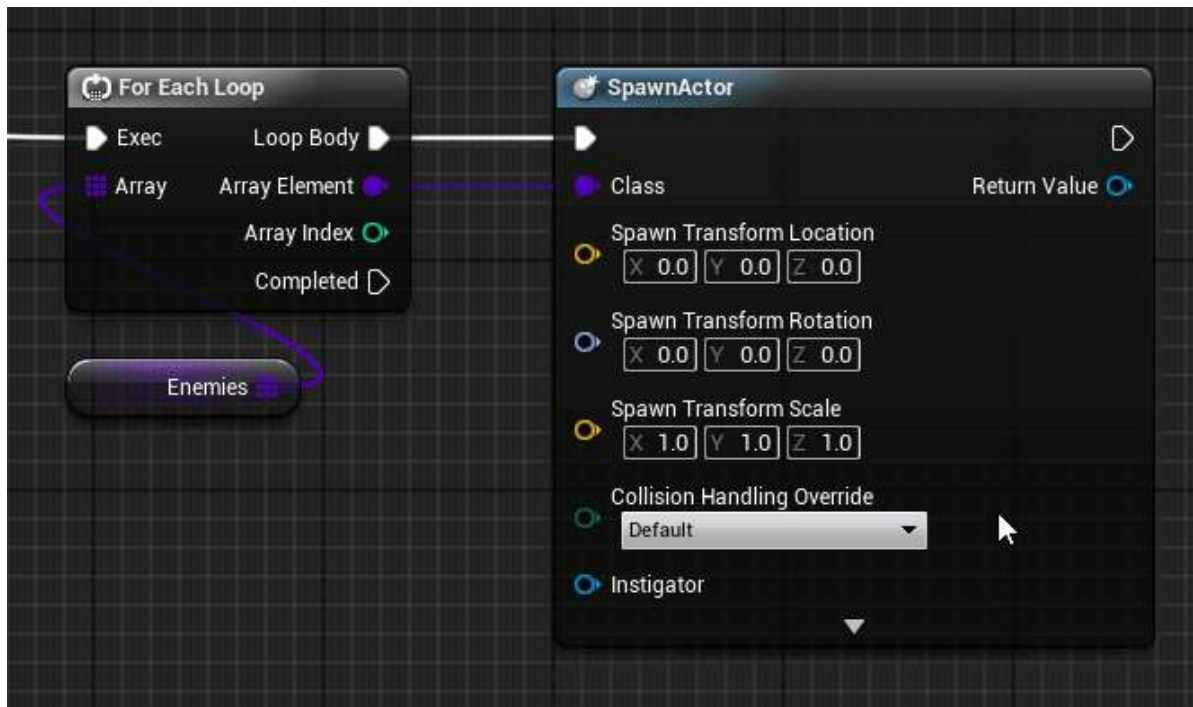 For Each Loop
Exec
Loop Body
Array
Array Element
Array Index
Completed
Enemies
SpawnActor
Class
Return Value
Spawn Transform Location
X 0.0 Y 0.0 Z 0.0
Spawn Transform Rotation
X 0.0 Y 0.0 Z 0.0
Spawn Transform Scale
X 1.0 Y 1.0 Z 1.0
Collision Handling Override
Default
Instigator